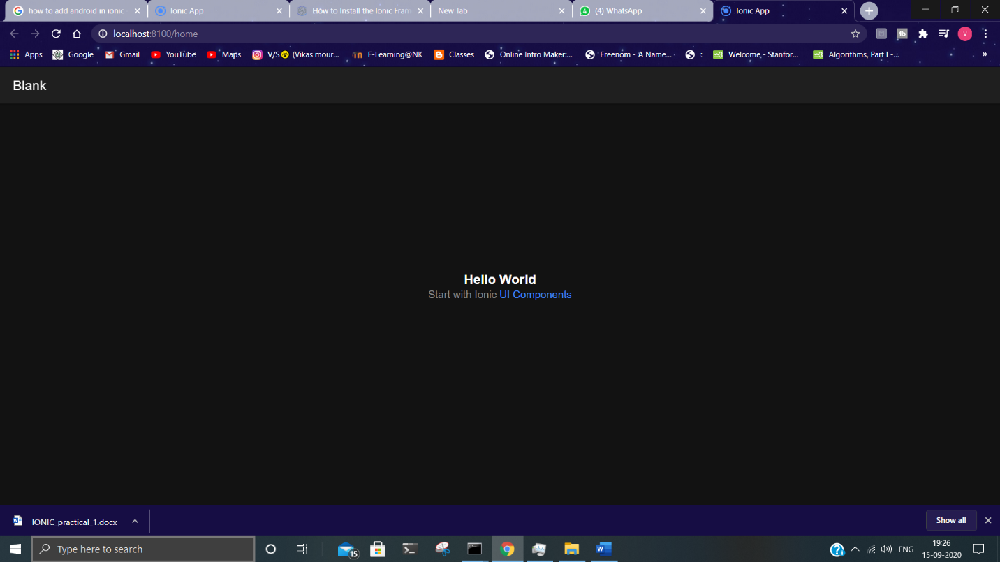 how to add android in ionic
Ionic App
How to Install the Ionic Fram
New Tab
4
(4) WhatsApp
Ionic App
localhost:8100/home
tb
V
Apps
Google
Gmail
YouTube
Maps
V/S☢ (Vikas mour...
E-Learning@NK
Classes
Online Intro Maker:...
Freenom - A Name...
:
Welcome - Stanfor...
Algorithms, Part I -...
»
Blank
Hello World
Start with Ionic UI Components
IONIC_practical_1.docx
Show all
Type here to search
15
ENG
19:26
15-09-2020